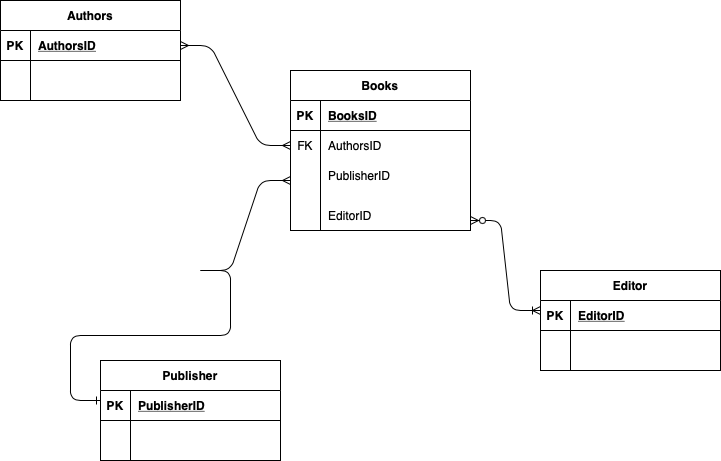 Authors
PK AuthorsID
Books
PK BooksID
FK AuthorsID
PublisherID
EditorID
Editor
PK EditorID
Publisher
PK PublisherID